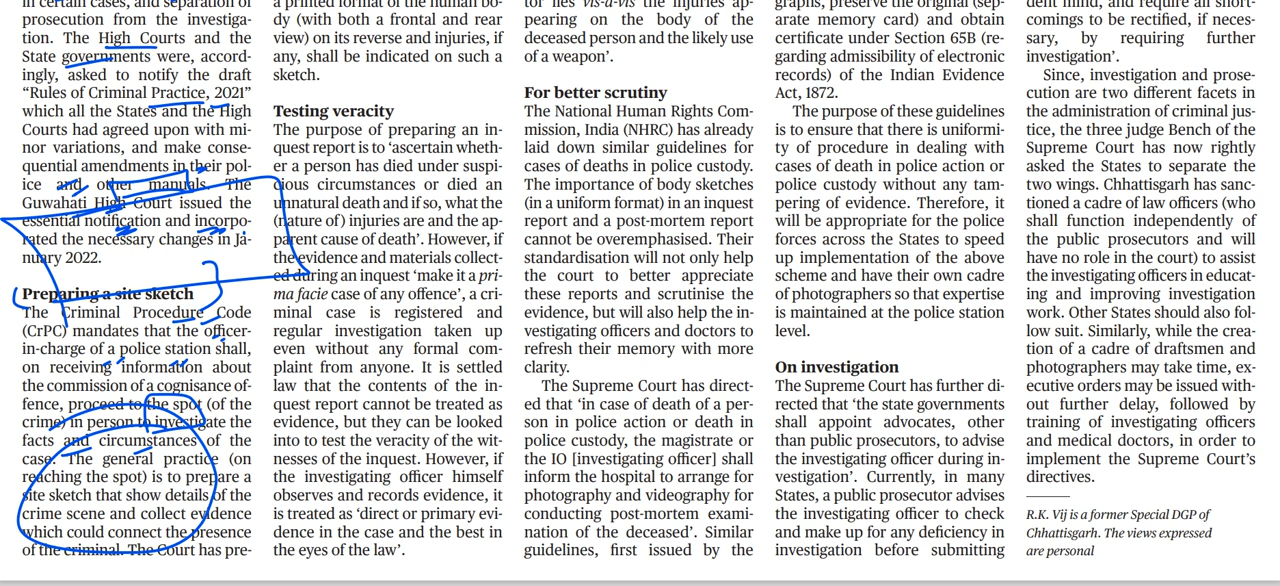 in certain cases, and separation of
prosecution from the investiga-
tion. The High Courts and the
State governments were, accord-
ingly, asked to notify the draft
“Rules of Criminal Practice, 2021”
which all the States and the High
Courts had agreed upon with mi-
nor variations, and make conse-
quential amendments in their pol-
ice and other manuals. The
Guwahati High Court issued the
essential notification and incorpo-
rated the necessary changes in Ja-
nuary 2022.
Preparing a site sketch
The Criminal Procedure Code
(CrPC) mandates that the officer-
in-charge of a police station shall,
on receiving information about
the commission of a cognisance of-
fence, proceed to the spot (of the
crime) in person to investigate the
facts and circumstances of the
case. The general practice (on
reaching the spot) is to prepare a
site sketch that show details of the
crime scene and collect evidence
which could connect the presence
of the criminal. The Court has pre-
a printed format of the human bo-
dy (with both a frontal and rear
view) on its reverse and injuries, if
any, shall be indicated on such a
sketch.
Testing veracity
The purpose of preparing an in-
quest report is to ‘ascertain wheth-
er a person has died under suspi-
cious circumstances or died an
unnatural death and if so, what the
(nature of) injuries are and the ap-
parent cause of death’. However, if
the evidence and materials collect-
ed during an inquest ‘make it a pri-
ma facie case of any offence’, a cri-
minal case is registered and
regular investigation taken up
even without any formal com-
plaint from anyone. It is settled
law that the contents of the in-
quest report cannot be treated as
evidence, but they can be looked
into to test the veracity of the wit-
nesses of the inquest. However, if
the investigating officer himself
observes and records evidence, it
is treated as ‘direct or primary evi-
dence in the case and the best in
the eyes of the law’.
tor lies vis-a-vis the injuries ap-
pearing on the body of the
deceased person and the likely use
of a weapon’.
For better scrutiny
The National Human Rights Com-
mission, India (NHRC) has already
laid down similar guidelines for
cases of deaths in police custody.
The importance of body sketches
(in a uniform format) in an inquest
report and a post-mortem report
cannot be overemphasised. Their
standardisation will not only help
the court to better appreciate
these reports and scrutinise the
evidence, but will also help the in-
vestigating officers and doctors to
refresh their memory with more
clarity.
The Supreme Court has direct-
ed that ‘in case of death of a per-
son in police action or death in
police custody, the magistrate or
the IO [investigating officer] shall
inform the hospital to arrange for
photography and videography for
conducting post-mortem exami-
nation of the deceased’. Similar
guidelines, first issued by the
graphs, preserve the original (sep-
arate memory card) and obtain
certificate under Section 65B (re-
garding admissibility of electronic
records) of the Indian Evidence
Act, 1872.
The purpose of these guidelines
is to ensure that there is uniformi-
ty of procedure in dealing with
cases of death in police action or
police custody without any tam-
pering of evidence. Therefore, it
will be appropriate for the police
forces across the States to speed
up implementation of the above
scheme and have their own cadre
of photographers so that expertise
is maintained at the police station
level.
On investigation
The Supreme Court has further di-
rected that ‘the state governments
shall appoint advocates, other
than public prosecutors, to advise
the investigating officer during in-
vestigation’. Currently, in many
States, a public prosecutor advises
the investigating officer to check
and make up for any deficiency in
investigation before submitting
dent mind, and require all short-
comings to be rectified, if neces-
sary, by requiring further
investigation’.
Since, investigation and prose-
cution are two different facets in
the administration of criminal jus-
tice, the three judge Bench of the
Supreme Court has now rightly
asked the States to separate the
two wings. Chhattisgarh has sanc-
tioned a cadre of law officers (who
shall function independently of
the public prosecutors and will
have no role in the court) to assist
the investigating officers in educat-
ing and improving investigation
work. Other States should also fol-
low suit. Similarly, while the crea-
tion of a cadre of draftsmen and
photographers may take time, ex-
ecutive orders may be issued with-
out further delay, followed by
training of investigating officers
and medical doctors, in order to
implement the Supreme Court’s
directives.
R.K. Vij is a former Special DGP of
Chhattisgarh. The views expressed
are personal